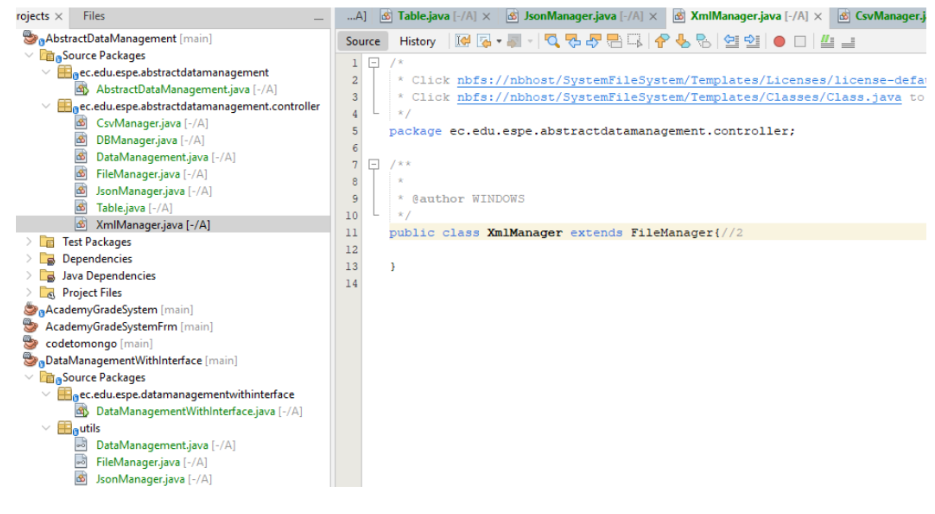 rojects × Files
AbstractDataManagement [main]
Source Packages
ec.edu.espe.abstractdatamanagement
AbstractDataManagement.java [-/A]
ec.edu.espe.abstractdatamanagement.controller
CsvManager.java [-/A]
DBManager.java [-/A]
DataManagement.java [-/A]
FileManager.java [-/A]
JsonManager.java [-/A]
Table.java [-/A]
XmlManager.java [-/A]
Test Packages
Dependencies
Java Dependencies
Project Files
AcademyGradeSystem [main]
AcademyGradeSystemFrm [main]
codetomongo [main]
DataManagementWithInterface [main]
Source Packages
ec.edu.espe.datamanagementwithinterface
DataManagementWithInterface.java [-/A]
utils
DataManagement.java [-/A]
FileManager.java [-/A]
JsonManager.java [-/A]
...A] Table.java [-/A] × JsonManager.java [-/A] × XmlManager.java [-/A] × CsvManager.j
Source History
1 /*
2 * Click nbfs://nbhost/SystemFileSystem/Templates/Licenses/license-defa
3 * Click nbfs://nbhost/SystemFileSystem/Templates/Classes/Class.java to
4 */
5 package ec.edu.espe.abstractdatamanagement.controller;
6
7 /**
8 *
9 * @author WINDOWS
10 */
11 public class XmlManager extends FileManager{//2
12
13 }
14